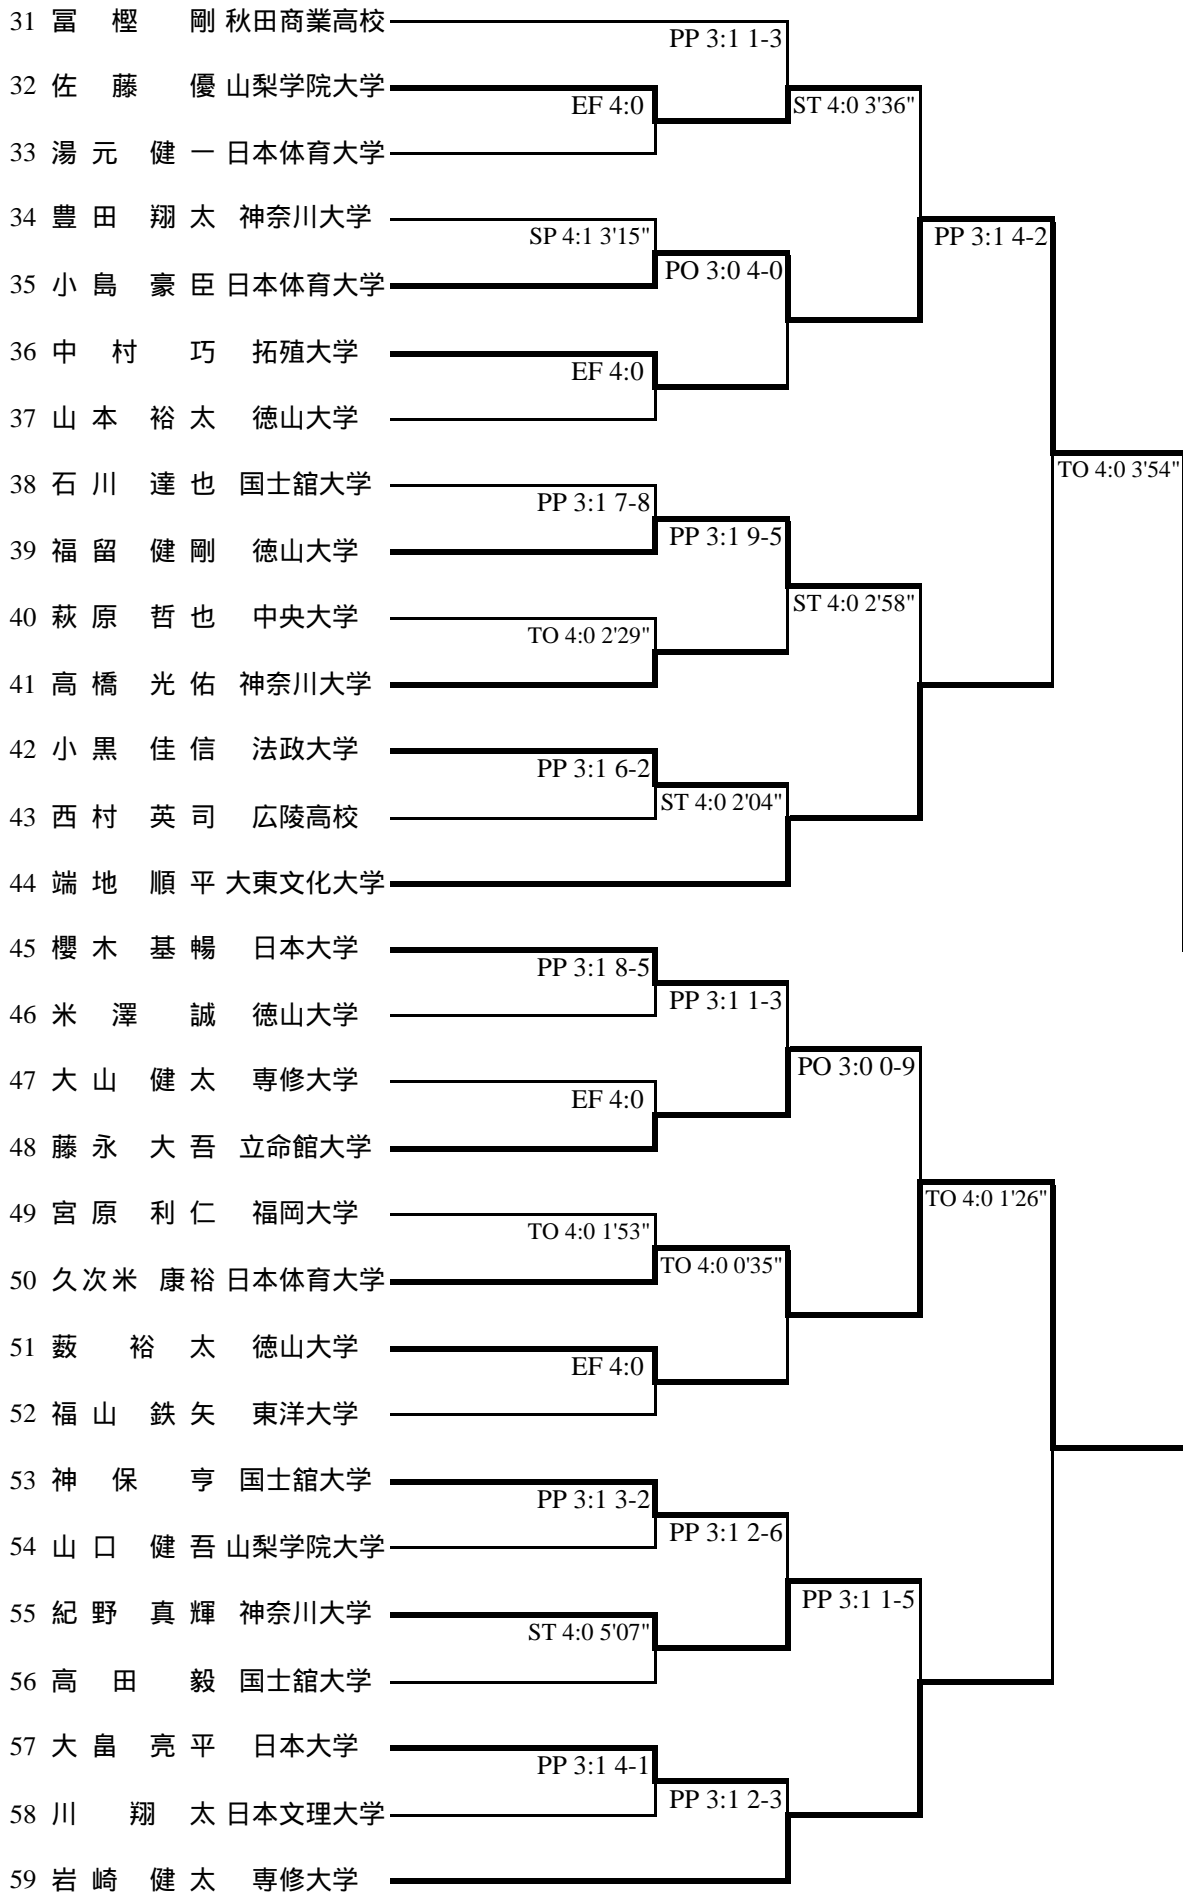 31 冨樫 剛 秋田商業高校
PP 3:1 1-3
32 佐藤 優 山梨学院大学
EF 4:0
ST 4:0 3'36"
33 湯元 健一 日本体育大学
34 豊田 翔太 神奈川大学
SP 4:1 3'15"
PP 3:1 4-2
PO 3:0 4-0
35 小島 豪臣 日本体育大学
36 中村 巧 拓殖大学
EF 4:0
37 山本 裕太 徳山大学
TO 4:0 3'54"
38 石川 達也 国士舘大学
PP 3:1 7-8
PP 3:1 9-5
39 福留 健剛 徳山大学
ST 4:0 2'58"
40 萩原 哲也 中央大学
TO 4:0 2'29"
41 高橋 光佑 神奈川大学
42 小黒 佳信 法政大学
PP 3:1 6-2
ST 4:0 2'04"
43 西村 英司 広陵高校
44 端地 順平 大東文化大学
45 櫻木 基暢 日本大学
PP 3:1 8-5
PP 3:1 1-3
46 米澤 誠 徳山大学
PO 3:0 0-9
47 大山 健太 専修大学
EF 4:0
48 藤永 大吾 立命館大学
TO 4:0 1'26"
49 宮原 利仁 福岡大学
TO 4:0 1'53"
TO 4:0 0'35"
50 久次米 康裕 日本体育大学
51 薮 裕太 徳山大学
EF 4:0
52 福山 鉄矢 東洋大学
53 神保 亨 国士舘大学
PP 3:1 3-2
PP 3:1 2-6
54 山口 健吾 山梨学院大学
PP 3:1 1-5
55 紀野 真輝 神奈川大学
ST 4:0 5'07"
56 高田 毅 国士舘大学
57 大畠 亮平 日本大学
PP 3:1 4-1
PP 3:1 2-3
58 川 翔太 日本文理大学
59 岩崎 健太 専修大学